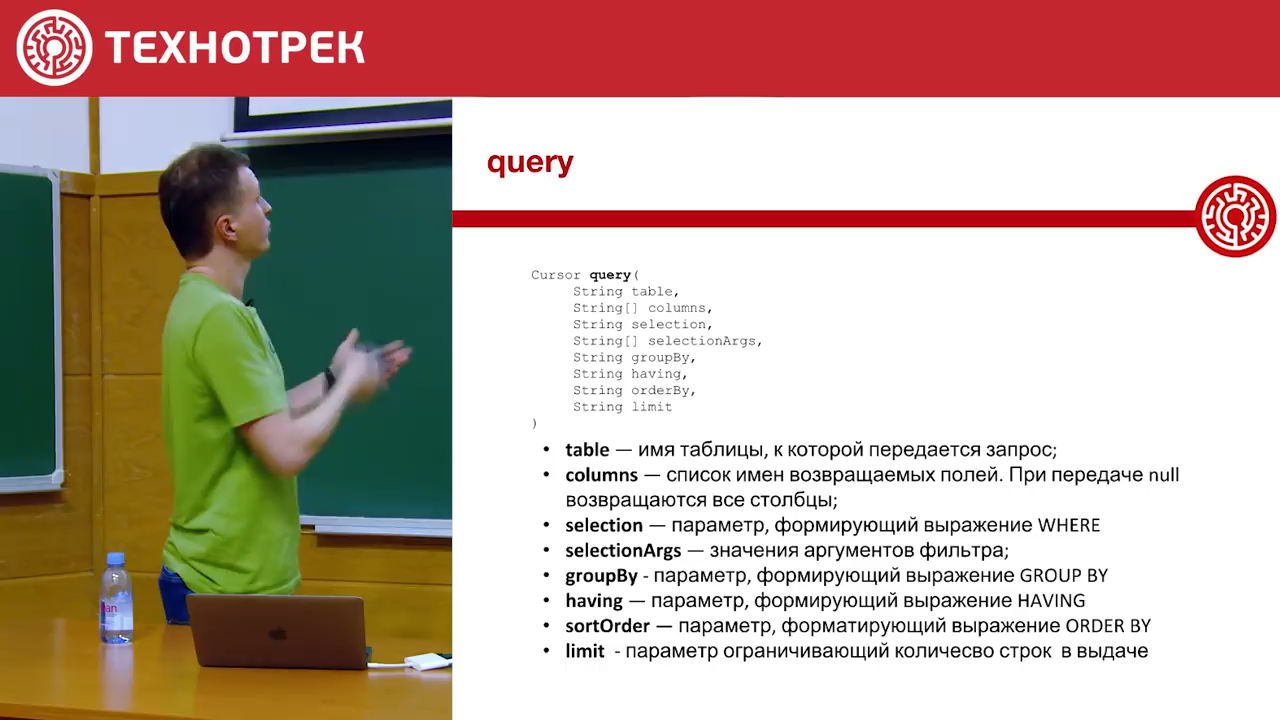 ТЕХНОТРЕК
query
Cursor query(
String table,
String[] columns,
String selection,
String[] selectionArgs,
String groupBy,
String having,
String orderBy,
String limit
)
• table — имя таблицы, к которой передается запрос;
• columns — список имен возвращаемых полей. При передаче null
возвращаются все столбцы;
• selection — параметр, формирующий выражение WHERE
• selectionArgs — значения аргументов фильтра;
• groupBy - параметр, формирующий выражение GROUP BY
• having — параметр, формирующий выражение HAVING
• sortOrder — параметр, форматирующий выражение ORDER BY
• limit - параметр ограничивающий количесво строк в выдаче